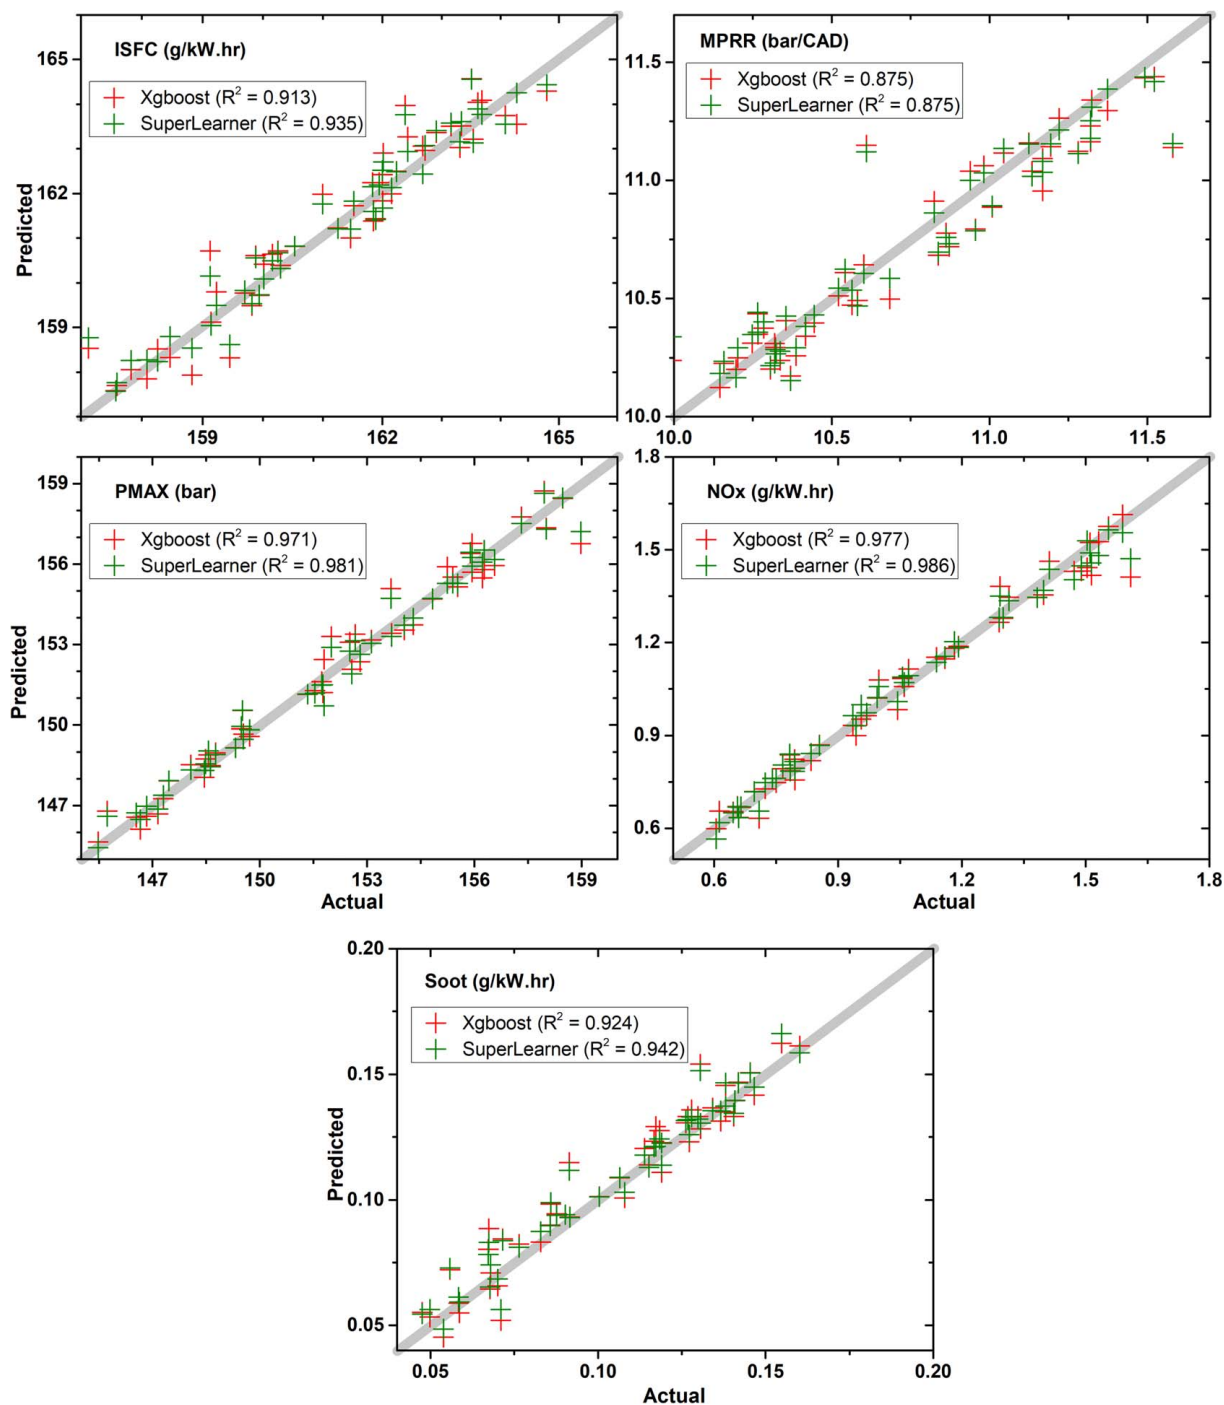 ISFC (g/kW.hr)
Xgboost (R² = 0.913)
SuperLearner (R² = 0.935)
165
162
159
Predicted
159
162
165
MPRR (bar/CAD)
Xgboost (R² = 0.875)
SuperLearner (R² = 0.875)
11.5
11.0
10.5
10.0
10.0
10.5
11.0
11.5
PMAX (bar)
Xgboost (R² = 0.971)
SuperLearner (R² = 0.981)
159
156
153
150
147
Predicted
147
150
153
156
159
Actual
NOx (g/kW.hr)
Xgboost (R² = 0.977)
SuperLearner (R² = 0.986)
1.8
1.5
1.2
0.9
0.6
0.6
0.9
1.2
1.5
1.8
Actual
Soot (g/kW.hr)
Xgboost (R² = 0.924)
SuperLearner (R² = 0.942)
0.20
0.15
0.10
0.05
Predicted
0.05
0.10
0.15
0.20
Actual